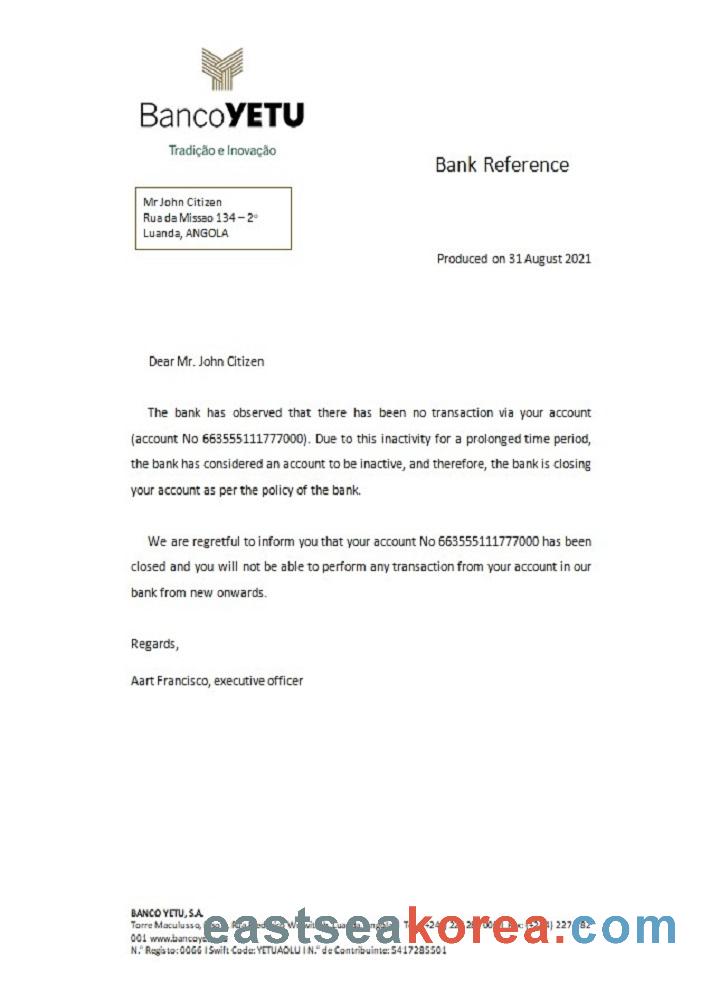 BancoYETU
Tradição e Inovação
Bank Reference
Mr John Citizen
Rua da Missao 134 – 2º
Luanda, ANGOLA
Produced on 31 August 2021
Dear Mr. John Citizen
The bank has observed that there has been no transaction via your account
(account No 663555111777000). Due to this inactivity for a prolonged time period,
the bank has considered an account to be inactive, and therefore, the bank is closing
your account as per the policy of the bank.
We are regretful to inform you that your account No 663555111777000 has been
closed and you will not be able to perform any transaction from your account in our
bank from new onwards.
Regards,
Aart Francisco, executive officer
BANCO YETU, S.A.
Torre Maculusso,
eastseakorea.com
001 www.bancoye
N.º Registo: 0066 I Swift Code: YETUAOLU I N.º de Contribuinte: 5417285501